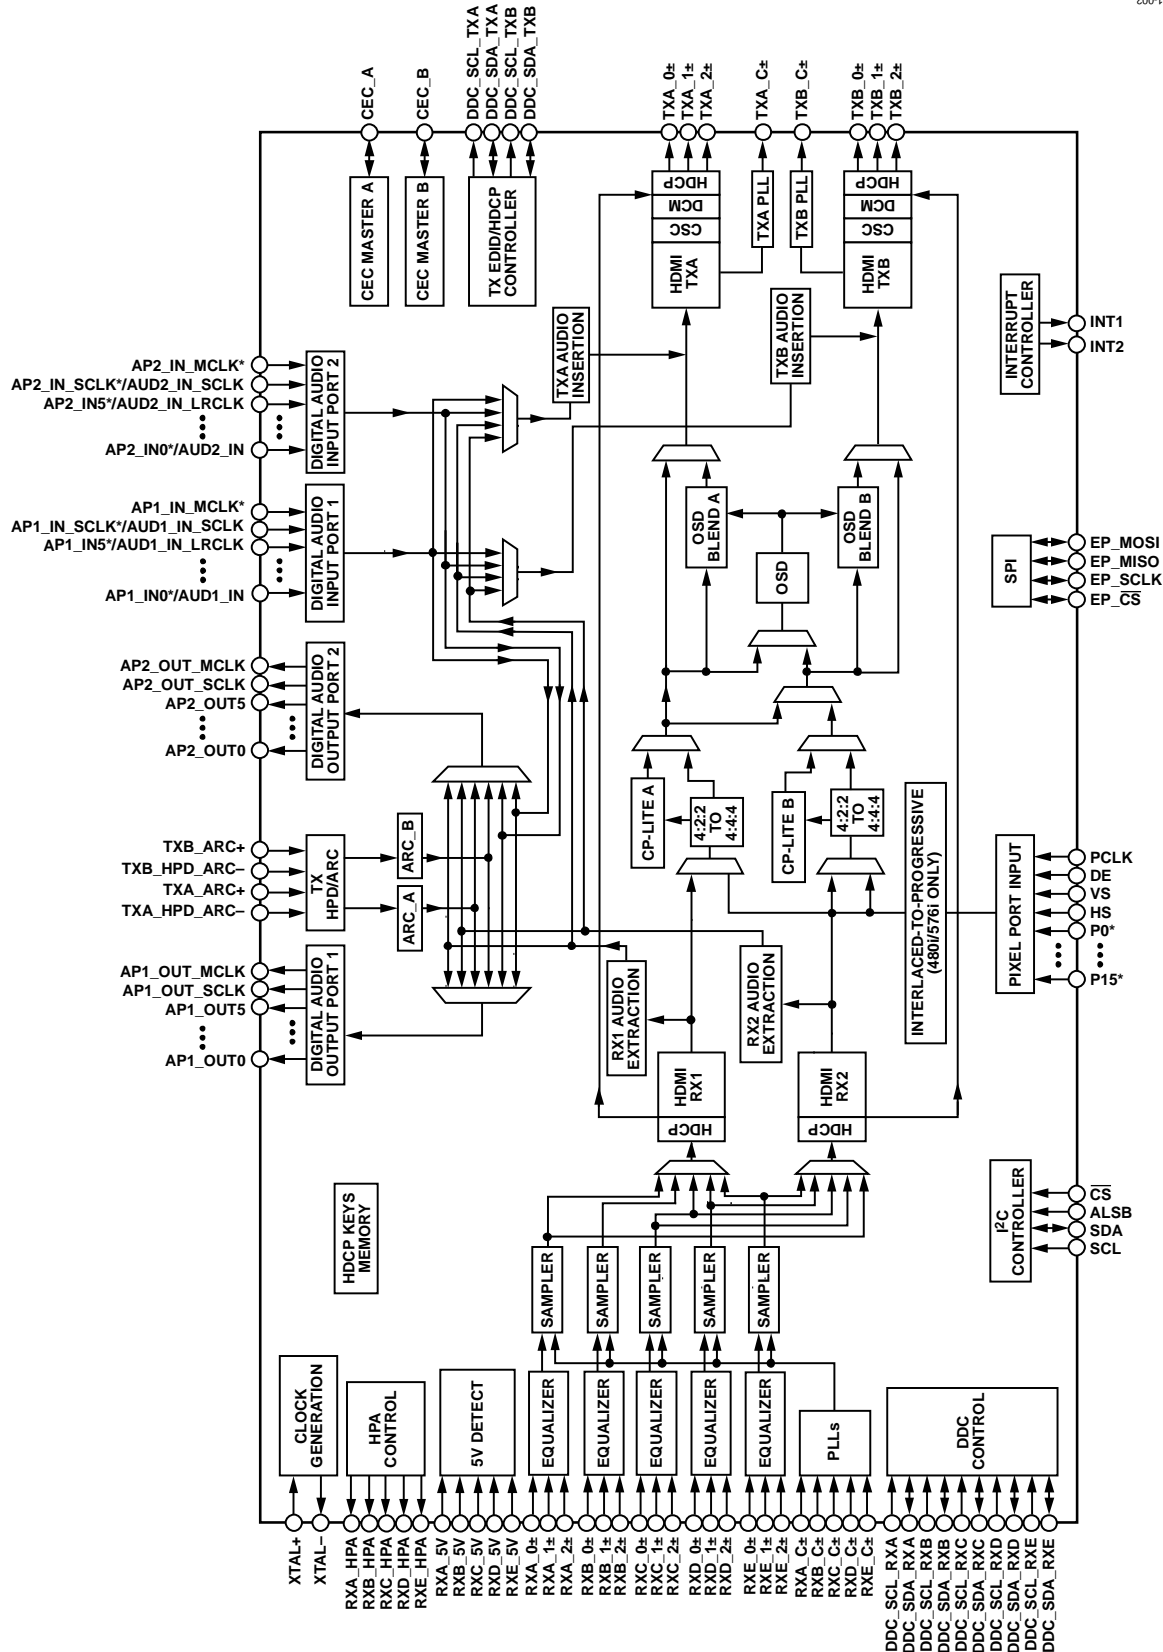 1-002
CEC_A
CEC_B
DDC_SCL_TXA
DDC_SDA_TXA
DDC_SCL_TXB
DDC_SDA_TXB
TXA_0±
TXA_1±
TXA_2±
TXA_C±
TXB_C±
TXB_0±
TXB_1±
TXB_2±
CEC MASTER A
CEC MASTER B
TX EDID/HDCP
CONTROLLER
HDMI
TXA
CSC
DCM
HDCP
TXA PLL
TXB PLL
HDMI
TXB
CSC
DCM
HDCP
AP2_IN_MCLK*
AP2_IN_SCLK*/AUD2_IN_SCLK
AP2_IN5*/AUD2_IN_LRCLK
AP2_IN0*/AUD2_IN
DIGITAL AUDIO
INPUT PORT 2
TXA AUDIO
INSERTION
TXB AUDIO
INSERTION
INTERRUPT
CONTROLLER
INT1
INT2
AP1_IN_MCLK*
AP1_IN_SCLK*/AUD1_IN_SCLK
AP1_IN5*/AUD1_IN_LRCLK
AP1_IN0*/AUD1_IN
DIGITAL AUDIO
INPUT PORT 1
OSD
BLEND A
OSD
OSD
BLEND B
SPI
EP_MOSI
EP_MISO
EP_SCLK
EP_C̅S̅
AP2_OUT_MCLK
AP2_OUT_SCLK
AP2_OUT5
AP2_OUT0
DIGITAL AUDIO
OUTPUT PORT 2
CP-LITE A
4:2:2
TO
4:4:4
CP-LITE B
4:2:2
TO
4:4:4
TXB_ARC+
TXB_HPD_ARC–
TXA_ARC+
TXA_HPD_ARC–
TX
HPD/ARC
ARC_B
ARC_A
INTERLACED-TO-PROGRESSIVE
(480i/576i ONLY)
PIXEL PORT INPUT
PCLK
DE
VS
HS
P0*
P15*
AP1_OUT_MCLK
AP1_OUT_SCLK
AP1_OUT5
AP1_OUT0
DIGITAL AUDIO
OUTPUT PORT 1
RX1 AUDIO
EXTRACTION
RX2 AUDIO
EXTRACTION
HDMI
RX1
HDCP
HDMI
RX2
HDCP
HDCP KEYS
MEMORY
I²C
CONTROLLER
C̅S̅
ALSB
SDA
SCL
SAMPLER
SAMPLER
SAMPLER
SAMPLER
SAMPLER
CLOCK
GENERATION
HPA
CONTROL
5V DETECT
EQUALIZER
EQUALIZER
EQUALIZER
EQUALIZER
EQUALIZER
PLLs
DDC
CONTROL
XTAL+
XTAL–
RXA_HPA
RXB_HPA
RXC_HPA
RXD_HPA
RXE_HPA
RXA_5V
RXB_5V
RXC_5V
RXD_5V
RXE_5V
RXA_0±
RXA_1±
RXA_2±
RXB_0±
RXB_1±
RXB_2±
RXC_0±
RXC_1±
RXC_2±
RXD_0±
RXD_1±
RXD_2±
RXE_0±
RXE_1±
RXE_2±
RXA_C±
RXB_C±
RXC_C±
RXD_C±
RXE_C±
DDC_SCL_RXA
DDC_SDA_RXA
DDC_SCL_RXB
DDC_SDA_RXB
DDC_SCL_RXC
DDC_SDA_RXC
DDC_SCL_RXD
DDC_SDA_RXD
DDC_SCL_RXE
DDC_SDA_RXE